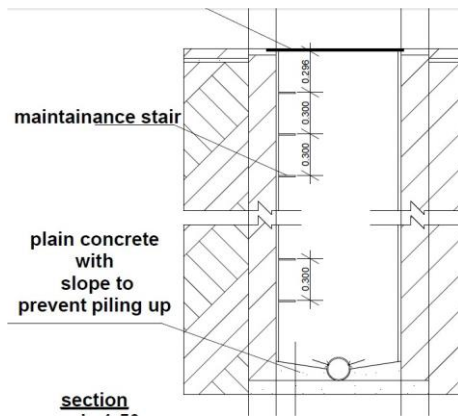 0.296
0.300
maintainance stair
0.300
plain concrete
with
slope to
prevent piling up
0.300
section